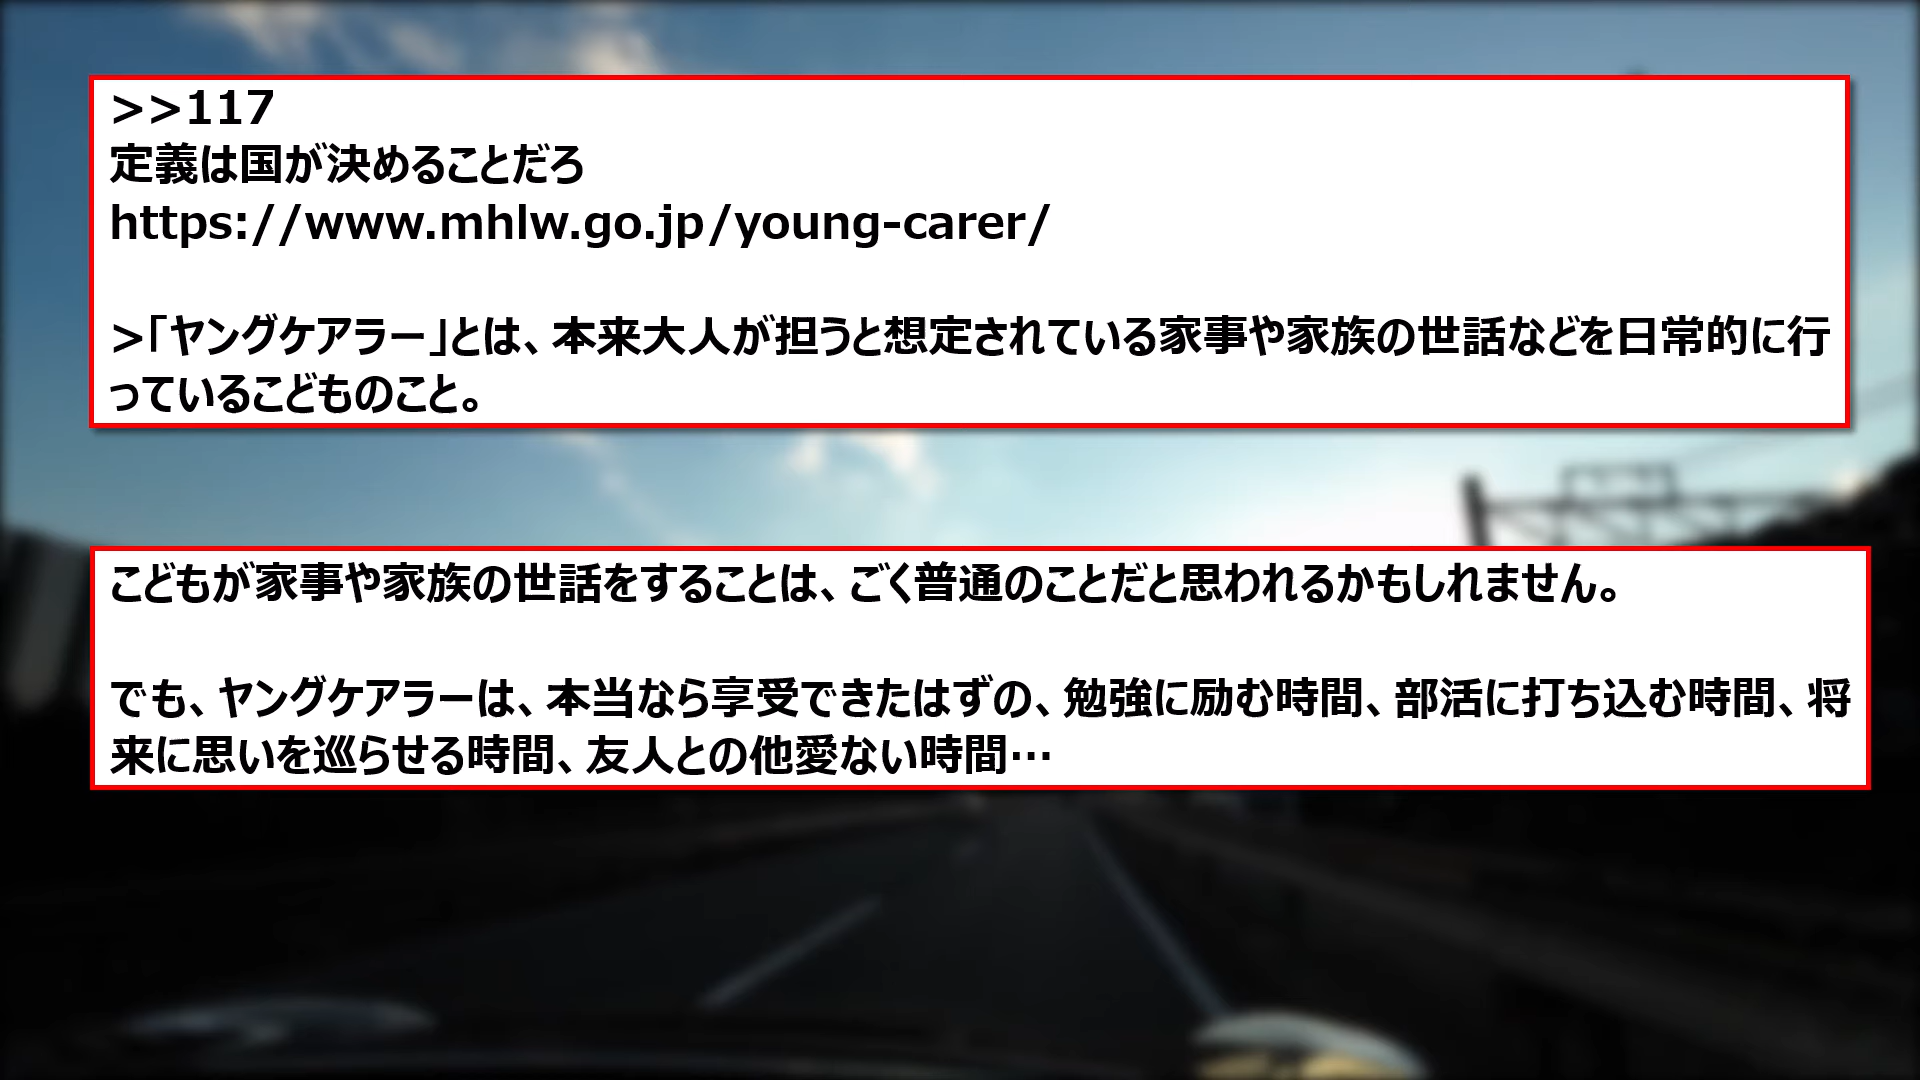 >>117
定義は国が決めることだろ
https://www.mhlw.go.jp/young-carer/
>「ヤングケアラー」とは、本来大人が担うと想定されている家事や家族の世話などを日常的に行
っているこどものこと。
こどもが家事や家族の世話をすることは、ごく普通のことだと思われるかもしれません。
でも、ヤングケアラーは、本当なら享受できたはずの、勉強に励む時間、部活に打ち込む時間、将
来に思いを巡らせる時間、友人との他愛ない時間…